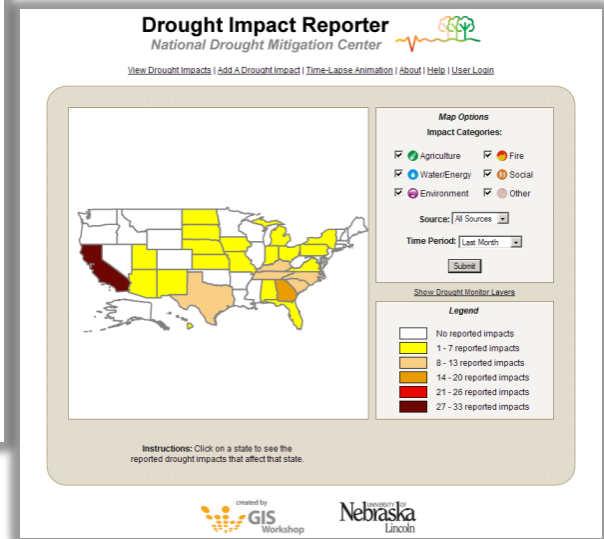 Drought Impact Reporter
National Drought Mitigation Center
View Drought Impacts | Add A Drought Impact | Time-Lapse Animation | About | Help | User Login
Map Options
Impact Categories:
Agriculture Fire
Water/Energy Social
Environment Other
Source: All Sources
Time Period: Last Month
Submit
Show Drought Monitor Layers
Legend
No reported impacts
1 - 7 reported impacts
8 - 13 reported impacts
14 - 20 reported impacts
21 - 26 reported impacts
27 - 33 reported impacts
Instructions: Click on a state to see the
reported drought impacts that affect that state.
created by
GIS
Workshop
UNIVERSITY OF
Nebraska
Lincoln